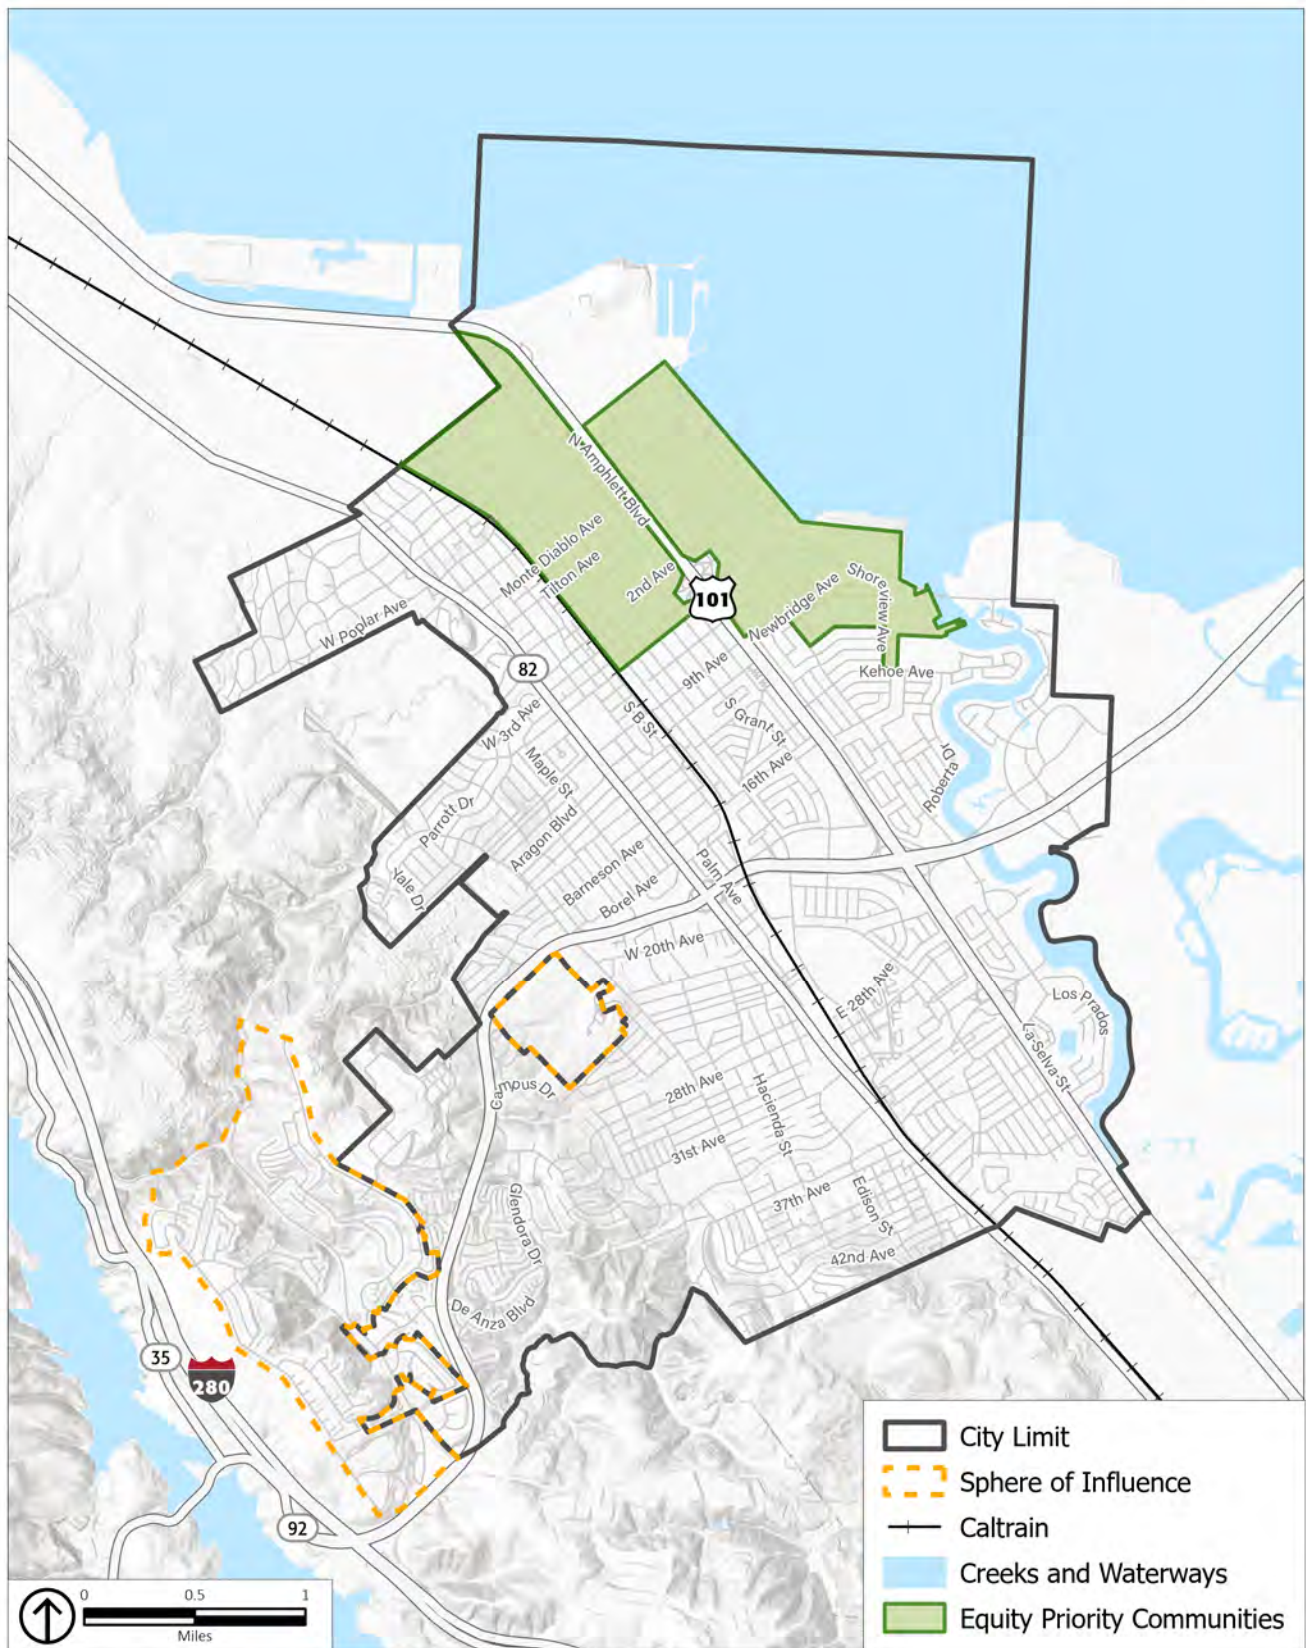 N Amphlett Blvd
Monte Diablo Ave
Tilton Ave
2nd Ave
101
Newbridge Ave
Shoreview Ave
Kehoe Ave
W Poplar Ave
82
9th Ave
S B St
S Grant St
W 3rd Ave
Maple St
16th Ave
Roberta Dr
Parrott Dr
Aragon Blvd
Yale Dr
Barneson Ave
Borel Ave
Palm Ave
W 20th Ave
E 28th Ave
Los Prados
La Selva St
Campus Dr
28th Ave
Hacienda St
31st Ave
Glendora Dr
37th Ave
Edison St
42nd Ave
De Anza Blvd
35
280
92
0 0.5 1
Miles
City Limit
Sphere of Influence
Caltrain
Creeks and Waterways
Equity Priority Communities